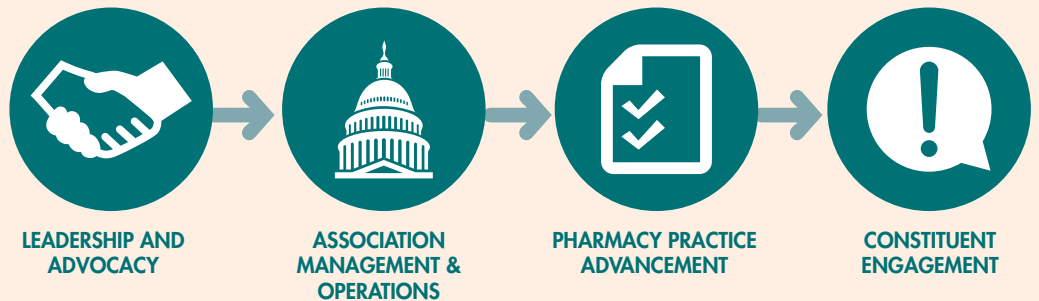 LEADERSHIP AND
ADVOCACY
ASSOCIATION
MANAGEMENT &
OPERATIONS
PHARMACY PRACTICE
ADVANCEMENT
CONSTITUENT
ENGAGEMENT